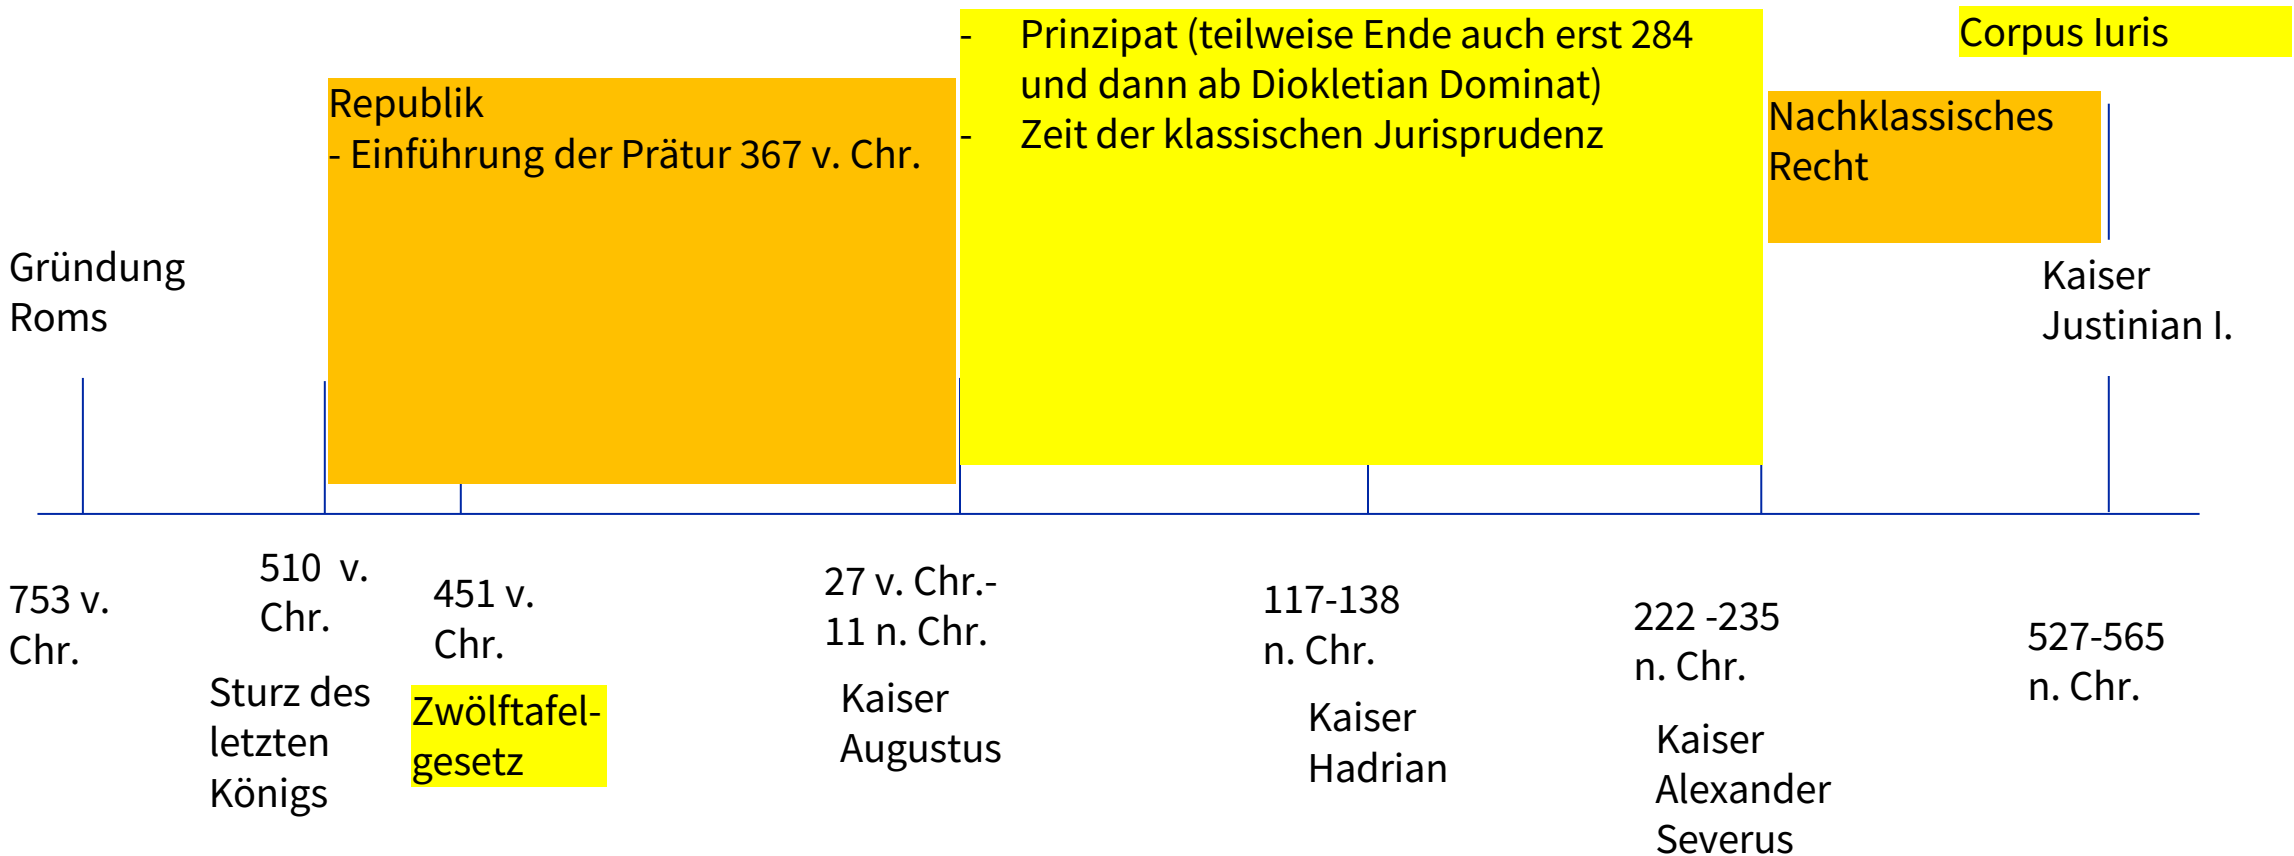 - Prinzipat (teilweise Ende auch erst 284
und dann ab Diokletian Dominat)
- Zeit der klassischen Jurisprudenz
Corpus Iuris
Republik
- Einführung der Prätur 367 v. Chr.
Nachklassisches
Recht
Gründung
Roms
Kaiser
Justinian I.
753 v.
Chr.
510 v.
Chr.
Sturz des
letzten
Königs
451 v.
Chr.
Zwölftafel-
gesetz
27 v. Chr.-
11 n. Chr.
Kaiser
Augustus
117-138
n. Chr.
Kaiser
Hadrian
222 -235
n. Chr.
Kaiser
Alexander
Severus
527-565
n. Chr.